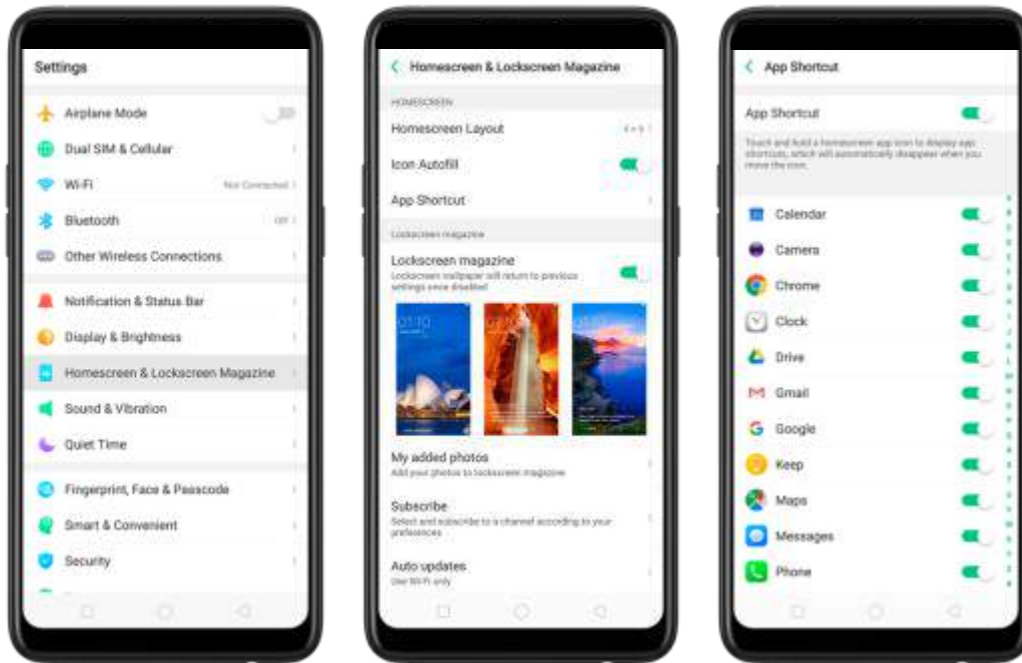 Settings
Airplane Mode
Dual SIM & Cellular
Wi-Fi Not Connected
Bluetooth Off
Other Wireless Connections
Notification & Status Bar
Display & Brightness
Homescreen & Lockscreen Magazine
Sound & Vibration
Quiet Time
Fingerprint, Face & Passcode
Smart & Convenient
Security
Homescreen & Lockscreen Magazine
HOMESCREEN
Homescreen Layout
Icon Autofill
App Shortcut
Lockscreen magazine
Lockscreen magazine
Lockscreen wallpaper will return to previous
settings once disabled
01:10
My added photos
Add your photos to lockscreen magazine
Subscribe
Select and subscribe to a channel according to your
preferences
Auto updates
Use Wi-Fi only
App Shortcut
App Shortcut
Touch and hold a homescreen app icon to display app
shortcuts, which will automatically disappear when you
move the icon.
Calendar
Camera
Chrome
Clock
Drive
Gmail
Google
Keep
Maps
Messages
Phone